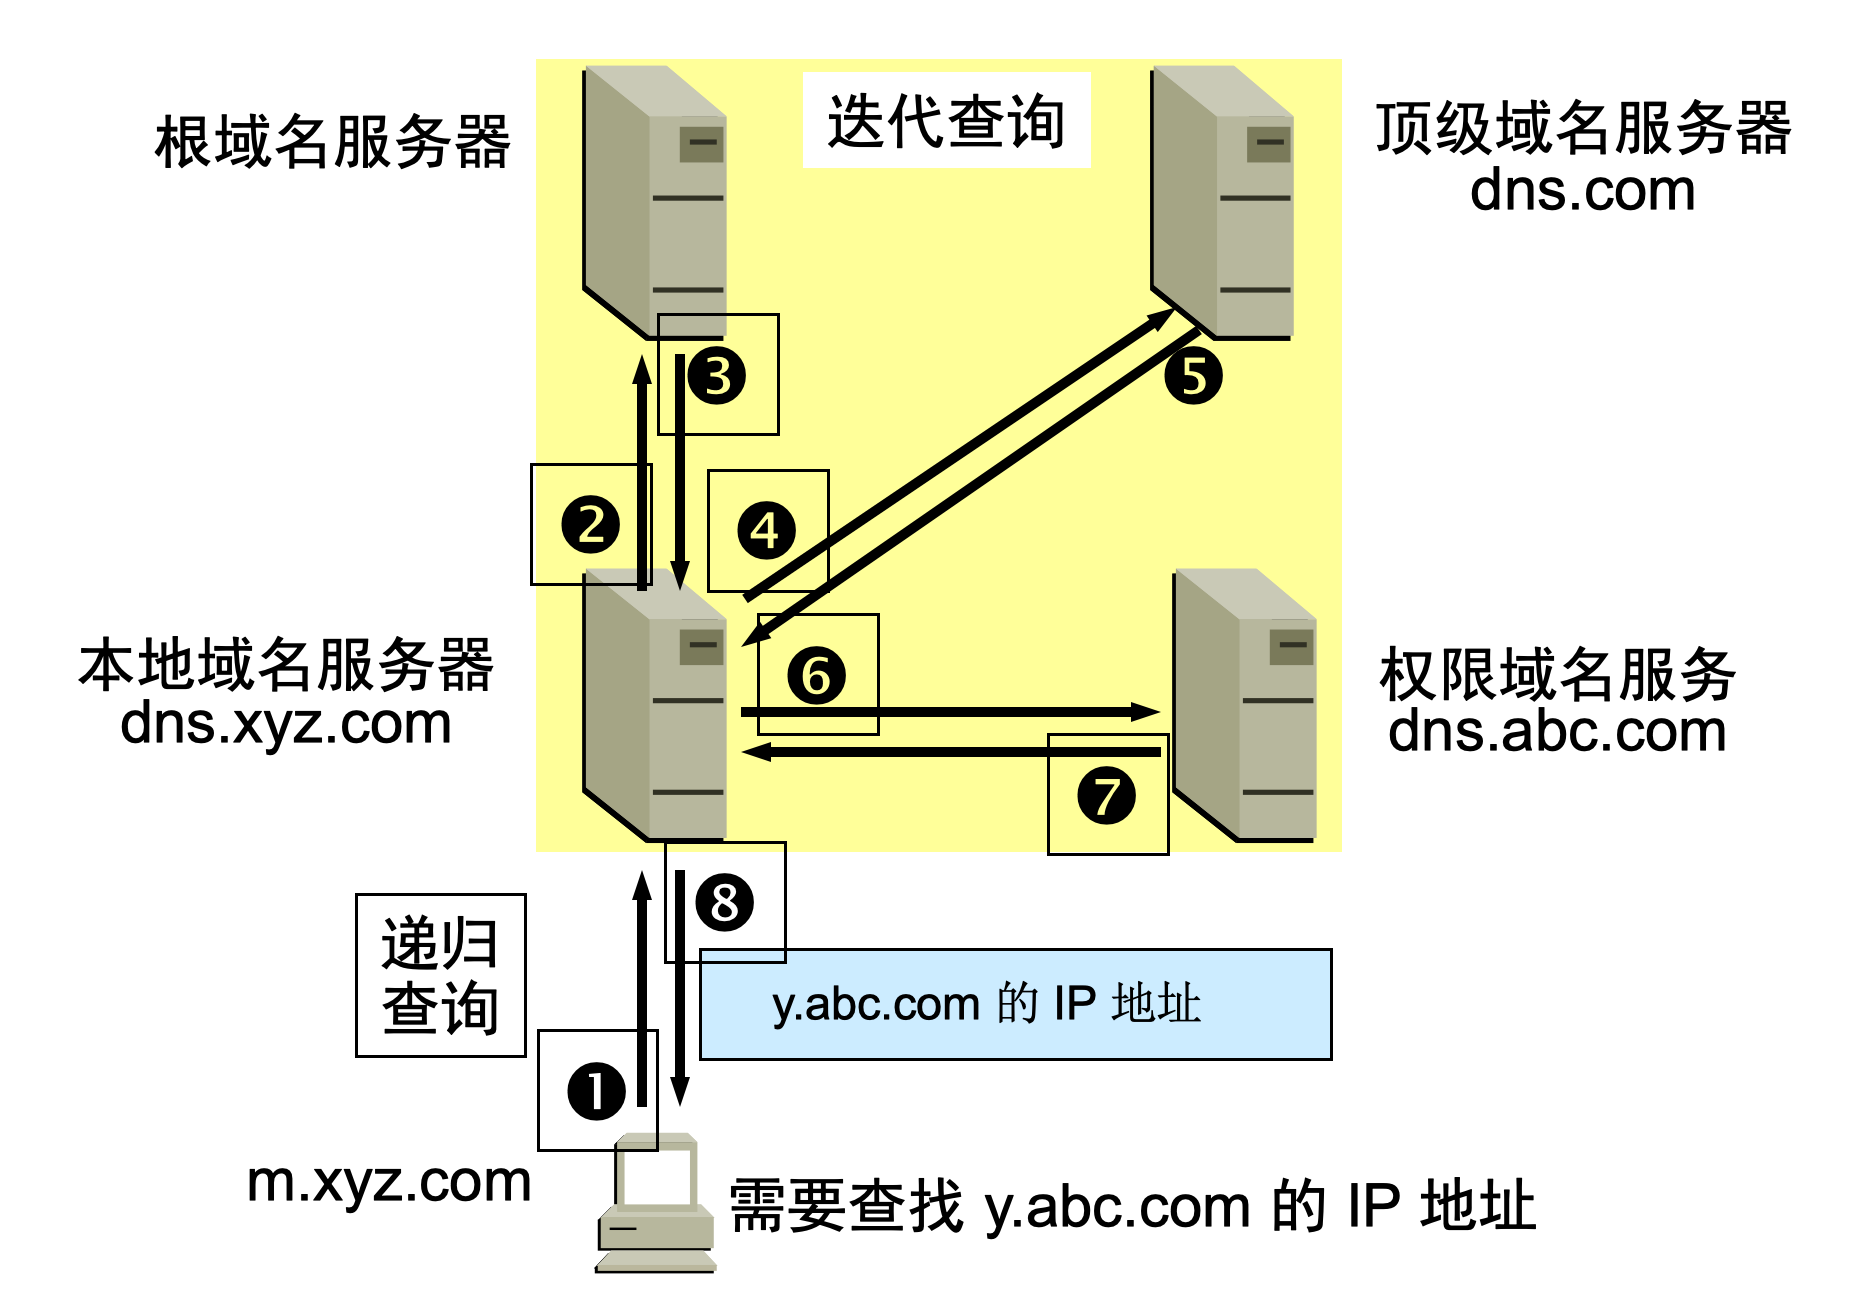 迭代查询
根域名服务器
顶级域名服务器
dns.com
❸
❺
❷
❹
本地域名服务器
dns.xyz.com
❻
权限域名服务
dns.abc.com
❼
❽
递归
查询
y.abc.com 的 IP 地址
❶
m.xyz.com
需要查找 y.abc.com 的 IP 地址